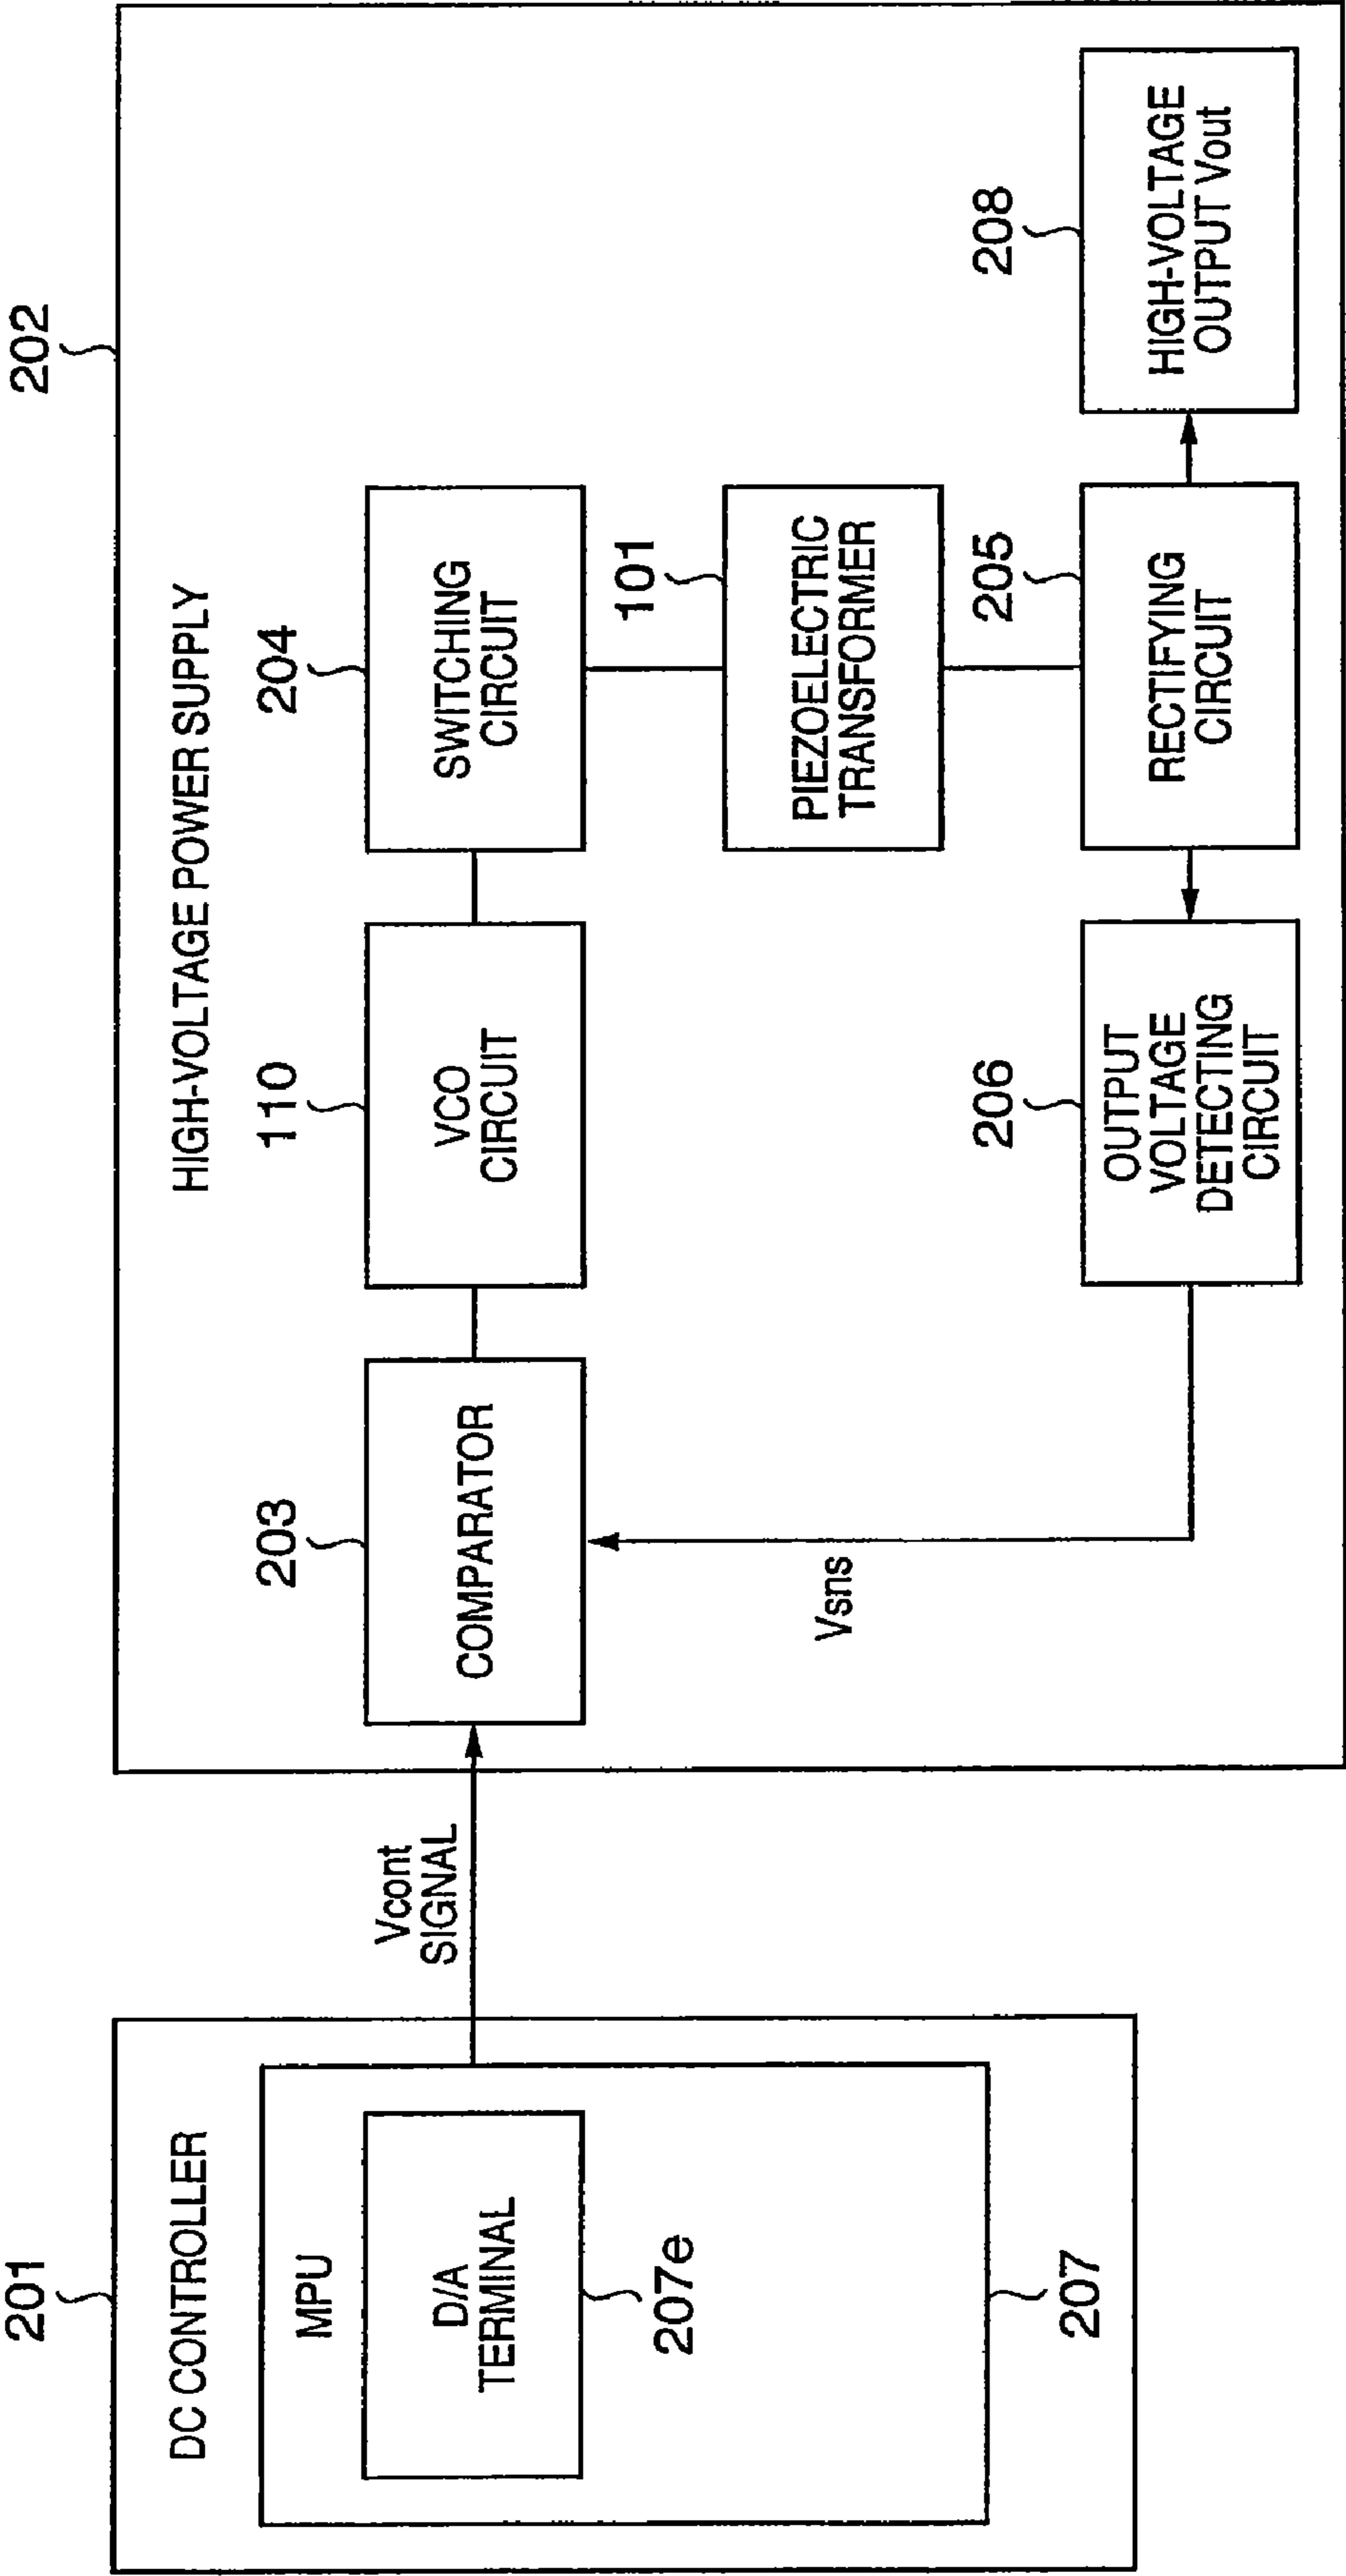 202
HIGH-VOLTAGE POWER SUPPLY
201
DC CONTROLLER
MPU
D/A
TERMINAL
207e
207
Vcont
SIGNAL
203
COMPARATOR
110
VCO
CIRCUIT
204
SWITCHING
CIRCUIT
101
PIEZOELECTRIC
TRANSFORMER
Vsns
206
OUTPUT
VOLTAGE
DETECTING
CIRCUIT
205
RECTIFYING
CIRCUIT
208
HIGH-VOLTAGE
OUTPUT Vout